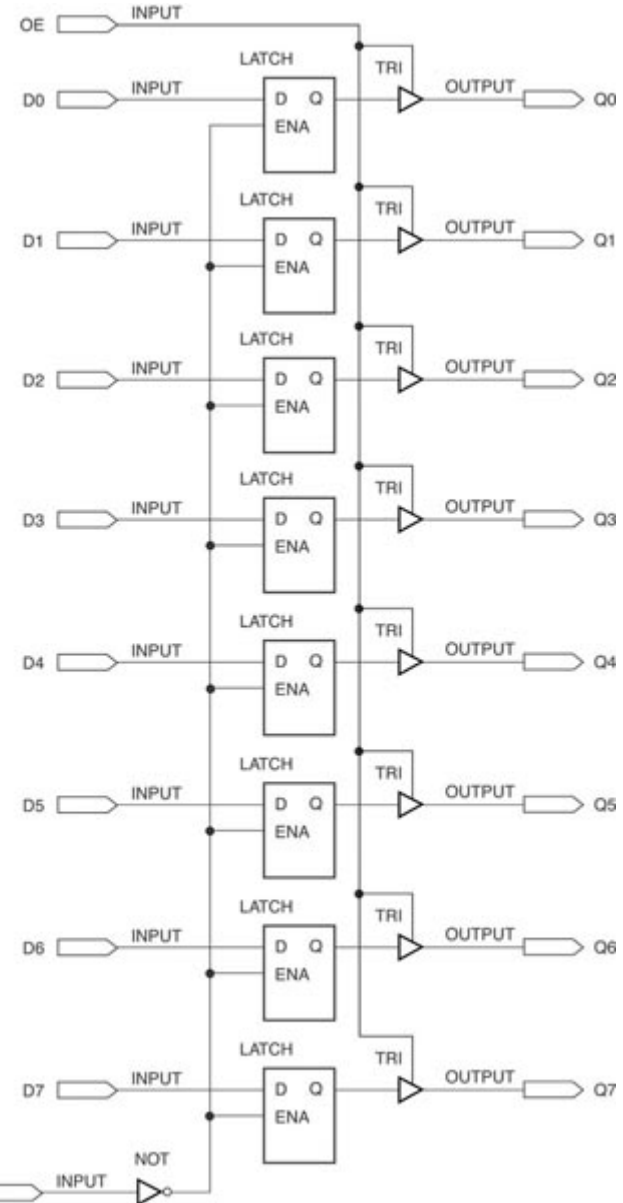 OE INPUT
LATCH TRI
D0 INPUT D Q OUTPUT Q0
ENA
LATCH TRI
D1 INPUT D Q OUTPUT Q1
ENA
LATCH TRI
D2 INPUT D Q OUTPUT Q2
ENA
LATCH TRI
D3 INPUT D Q OUTPUT Q3
ENA
LATCH TRI
D4 INPUT D Q OUTPUT Q4
ENA
LATCH TRI
D5 INPUT D Q OUTPUT Q5
ENA
LATCH TRI
D6 INPUT D Q OUTPUT Q6
ENA
LATCH TRI
D7 INPUT D Q OUTPUT Q7
ENA
INPUT NOT